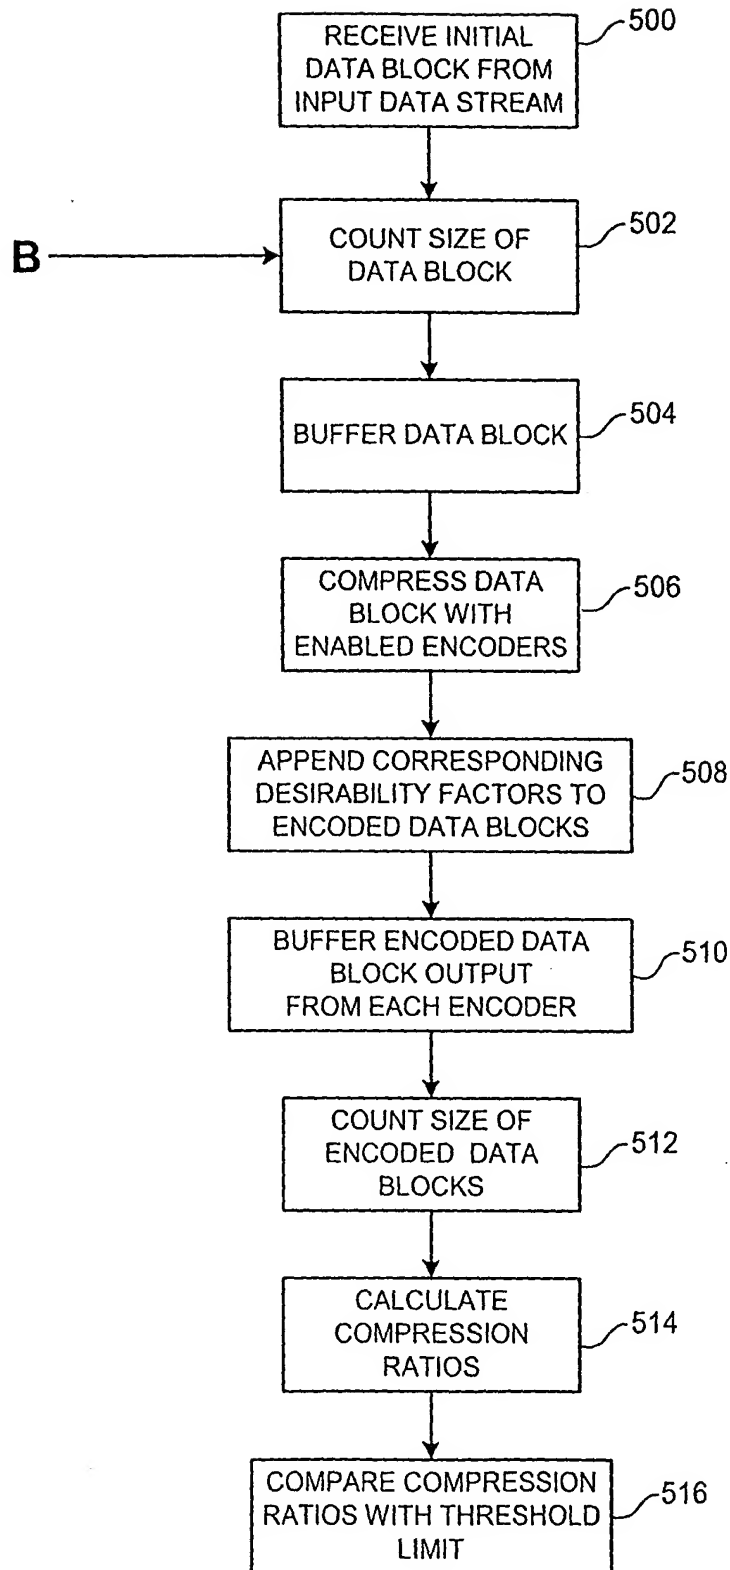 RECEIVE INITIAL
DATA BLOCK FROM
INPUT DATA STREAM
500
COUNT SIZE OF
DATA BLOCK
502
B
BUFFER DATA BLOCK
504
COMPRESS DATA
BLOCK WITH
ENABLED ENCODERS
506
APPEND CORRESPONDING
DESIRABILITY FACTORS TO
ENCODED DATA BLOCKS
508
BUFFER ENCODED DATA
BLOCK OUTPUT
FROM EACH ENCODER
510
COUNT SIZE OF
ENCODED DATA
BLOCKS
512
CALCULATE
COMPRESSION
RATIOS
514
COMPARE COMPRESSION
RATIOS WITH THRESHOLD
LIMIT
516